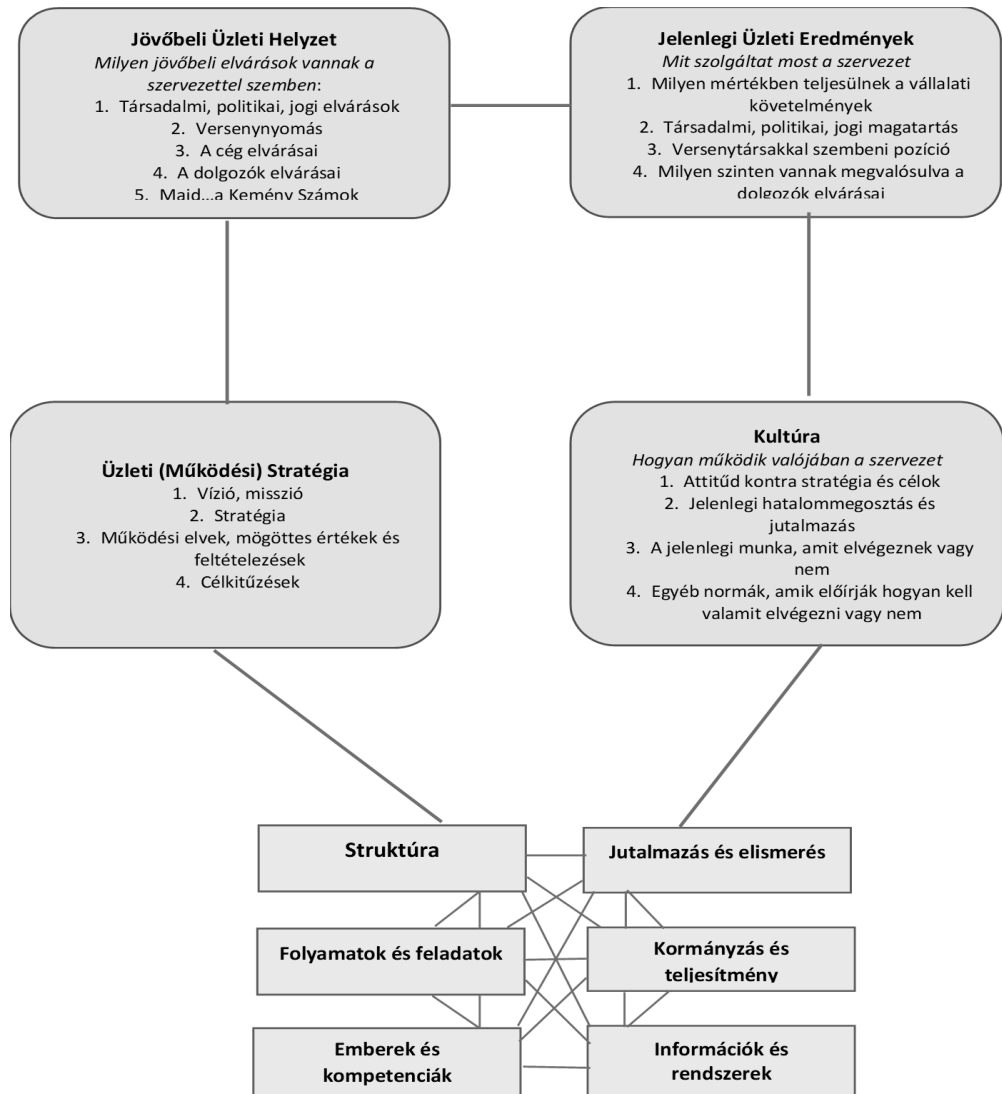 Jövőbeli Üzleti Helyzet
Milyen jövőbeli elvárások vannak a
szervezettel szemben:
1. Társadalmi, politikai, jogi elvárások
2. Versenynyomás
3. A cég elvárásai
4. A dolgozók elvárásai
5. Majd...a Kemény Számok
Jelenlegi Üzleti Eredmények
Mit szolgáltat most a szervezet
1. Milyen mértékben teljesülnek a vállalati
követelmények
2. Társadalmi, politikai, jogi magatartás
3. Versenytársakkal szembeni pozíció
4. Milyen szinten vannak megvalósulva a
dolgozók elvárásai
Üzleti (Működési) Stratégia
1. Vízió, misszió
2. Stratégia
3. Működési elvek, mögöttes értékek és
feltételezések
4. Célkitűzések
Kultúra
Hogyan működik valójában a szervezet
1. Attitűd kontra stratégia és célok
2. Jelenlegi hatalommegosztás és
jutalmazás
3. A jelenlegi munka, amit elvégeznek vagy
nem
4. Egyéb normák, amik előírják hogyan kell
valamit elvégezni vagy nem
Struktúra
Jutalmazás és elismerés
Folyamatok és feladatok
Kormányzás és
teljesítmény
Emberek és
kompetenciák
Információk és
rendszerek